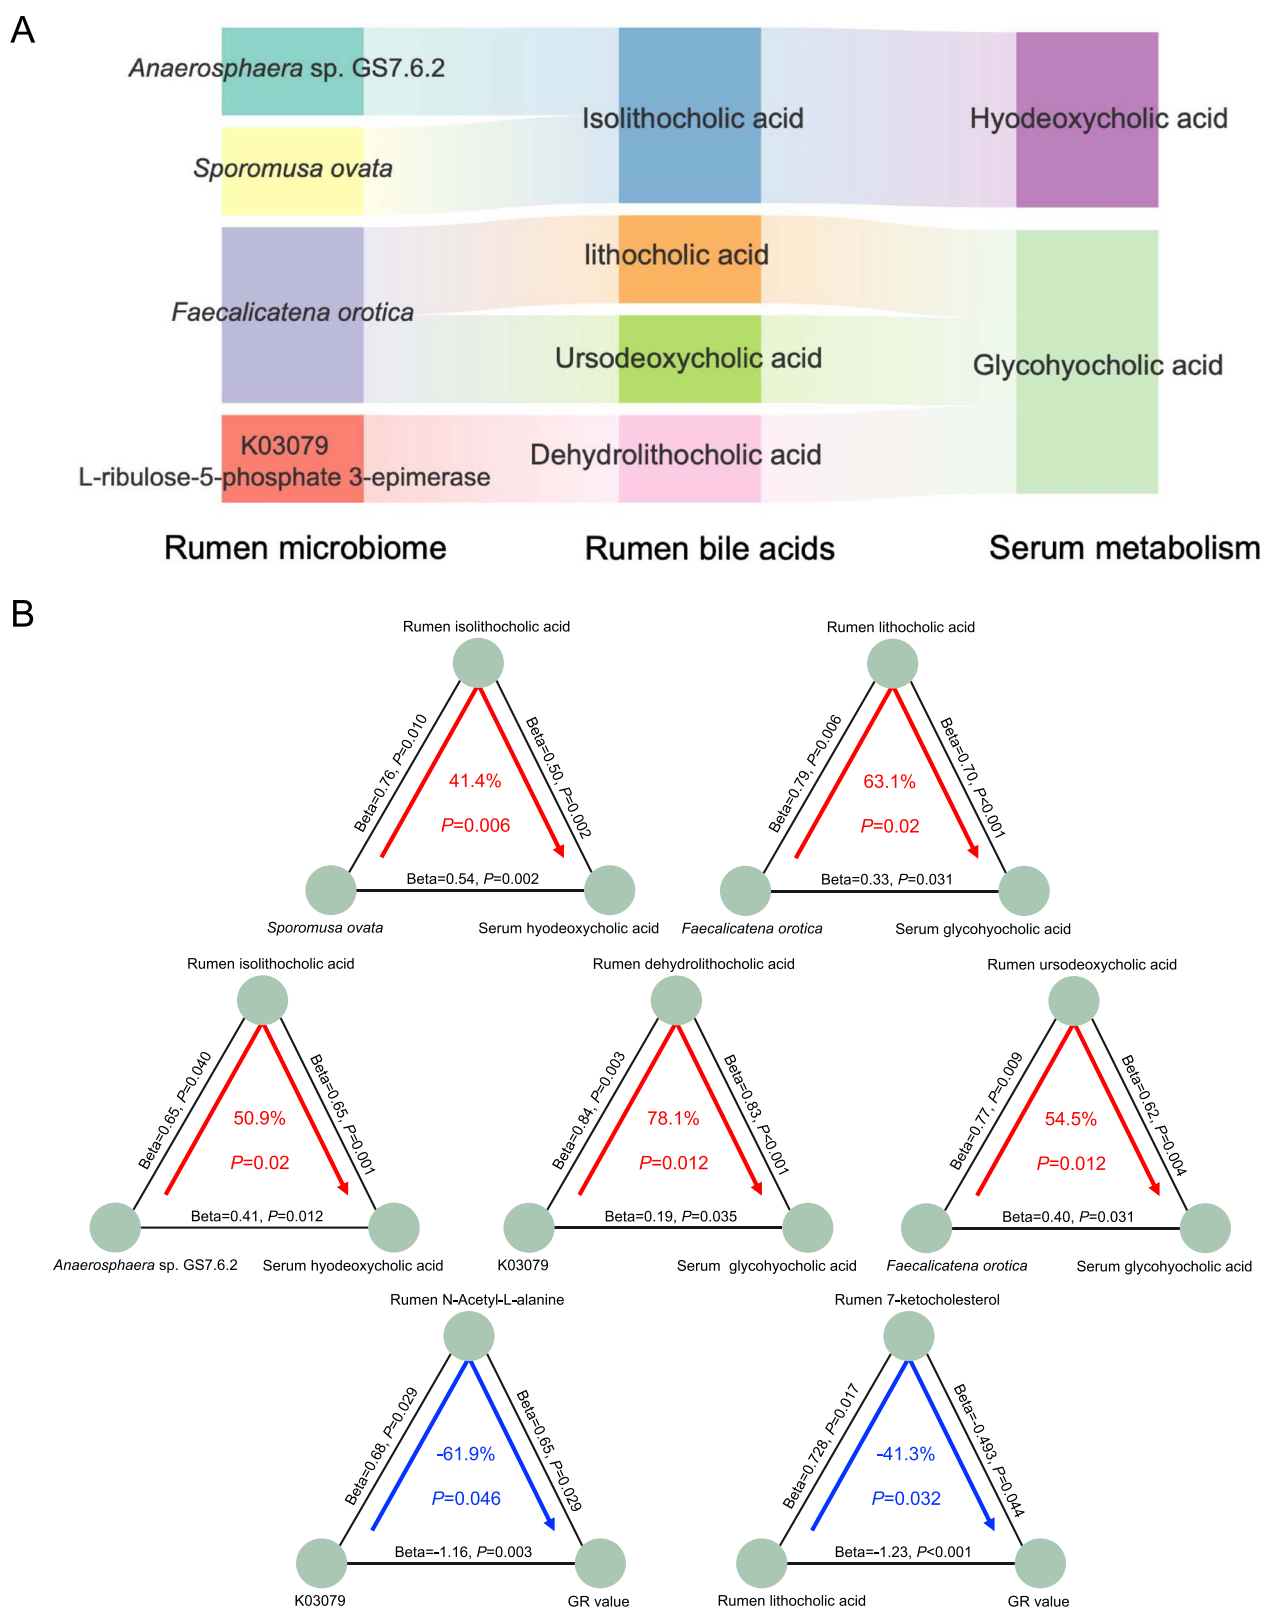 A
Anaerosphaera sp. GS7.6.2
Isolithocholic acid
Hyodeoxycholic acid
Sporomusa ovata
lithocholic acid
Faecalicatena orotica
Ursodeoxycholic acid
Glycohyocholic acid
K03079
L-ribulose-5-phosphate 3-epimerase
Dehydrolithocholic acid
Rumen microbiome
Rumen bile acids
Serum metabolism
B
Rumen isolithocholic acid
Beta=0.76, P=0.010
Beta=0.50, P=0.002
41.4%
P=0.006
Beta=0.54, P=0.002
Sporomusa ovata
Serum hyodeoxycholic acid
Rumen lithocholic acid
Beta=0.79, P=0.006
Beta=0.70, P<0.001
63.1%
P=0.02
Beta=0.33, P=0.031
Faecalicatena orotica
Serum glycohyocholic acid
Rumen isolithocholic acid
Beta=0.65, P=0.040
Beta=0.65, P=0.001
50.9%
P=0.02
Beta=0.41, P=0.012
Anaerosphaera sp. GS7.6.2
Serum hyodeoxycholic acid
Rumen dehydrolithocholic acid
Beta=0.84, P=0.003
Beta=0.83, P<0.001
78.1%
P=0.012
Beta=0.19, P=0.035
K03079
Serum glycohyocholic acid
Rumen ursodeoxycholic acid
Beta=0.77, P=0.009
Beta=0.62, P=0.004
54.5%
P=0.012
Beta=0.40, P=0.031
Faecalicatena orotica
Serum glycohyocholic acid
Rumen N-Acetyl-L-alanine
Beta=0.68, P=0.029
Beta=0.65, P=0.029
-61.9%
P=0.046
Beta=-1.16, P=0.003
K03079
GR value
Rumen 7-ketocholesterol
Beta=0.728, P=0.017
Beta=-0.493, P=0.044
-41.3%
P=0.032
Beta=-1.23, P<0.001
Rumen lithocholic acid
GR value